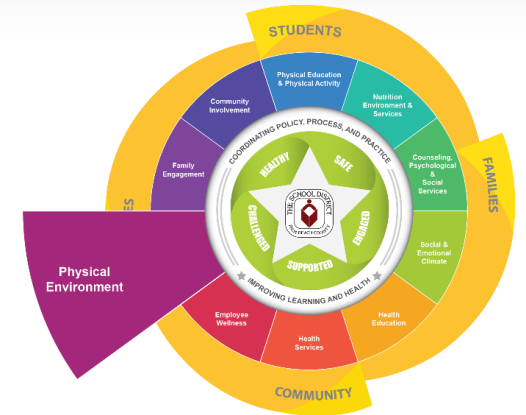 STUDENTS
FAMILIES
COMMUNITY
ES
Physical Education
& Physical Activity
Nutrition
Environment &
Services
Counseling,
Psychological
&
Social
Services
Social &
Emotional
Climate
Health
Education
Health
Services
Employee
Wellness
Physical
Environment
Family
Engagement
Community
Involvement
COORDINATING POLICY, PROCESS, AND PRACTICE
IMPROVING LEARNING AND HEALTH
HEALTHY
SAFE
ENGAGED
SUPPORTED
CHALLENGED
THE SCHOOL DISTRICT